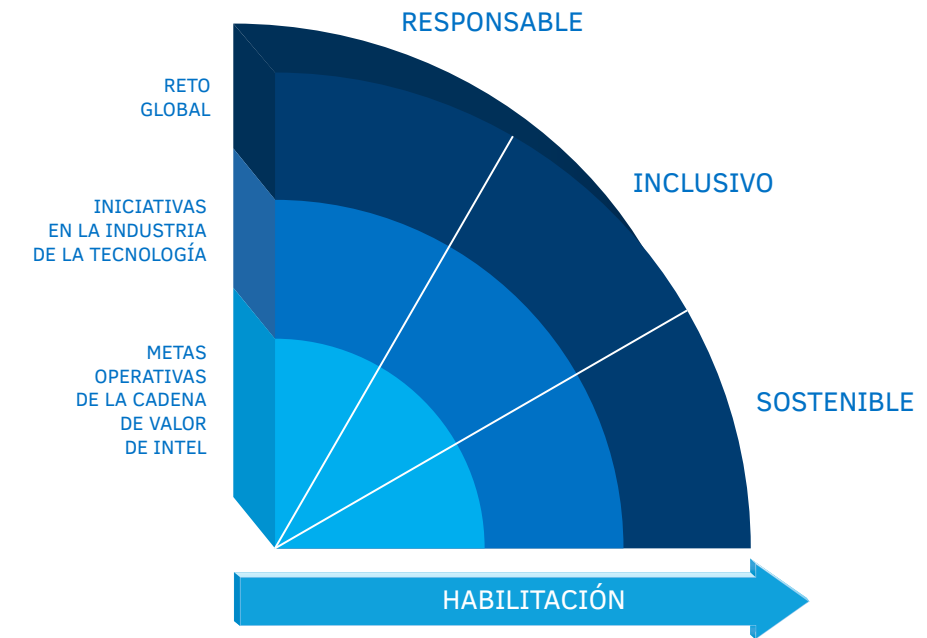 RESPONSABLE
RETO
GLOBAL
INCLUSIVO
INICIATIVAS
EN LA INDUSTRIA
DE LA TECNOLOGÍA
METAS
OPERATIVAS
DE LA CADENA
DE VALOR
DE INTEL
SOSTENIBLE
HABILITACIÓN